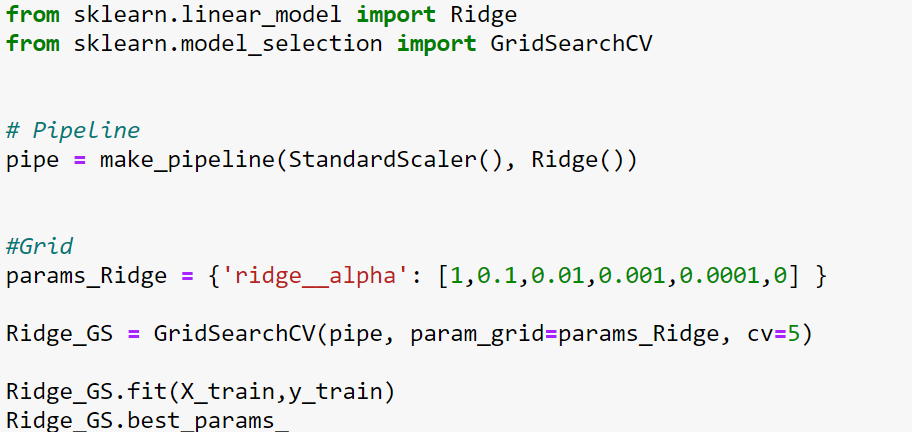 from sklearn.linear_model import Ridge
from sklearn.model_selection import GridSearchCV
# Pipeline
pipe = make_pipeline(StandardScaler(), Ridge())
#Grid
params_Ridge = {'ridge__alpha': [1,0.1,0.01,0.001,0.0001,0] }
Ridge_GS = GridSearchCV(pipe, param_grid=params_Ridge, cv=5)
Ridge_GS.fit(X_train,y_train)
Ridge_GS.best_params_